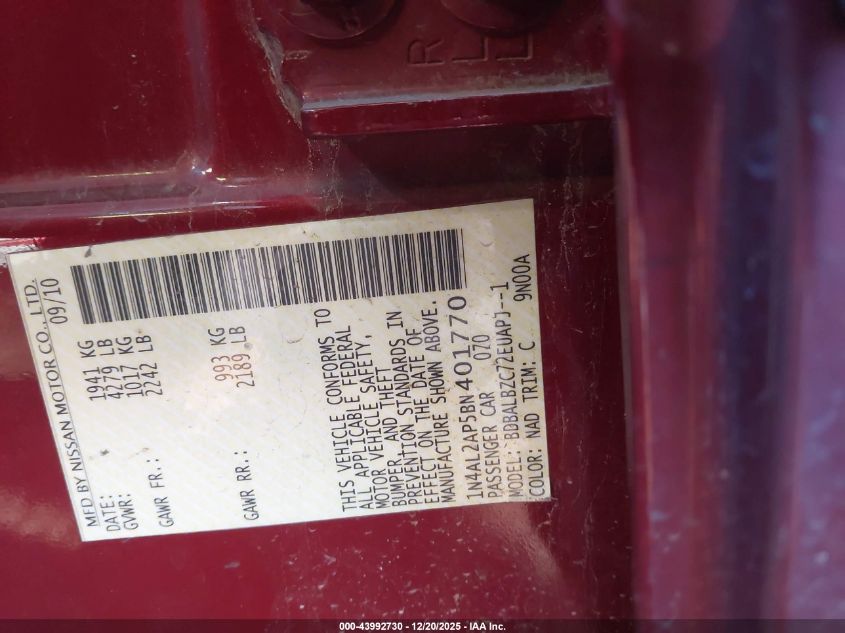 R
L
L
MFD BY NISSAN MOTOR CO., LTD.
DATE: 09/10
GVWR: 1941 KG
4279 LB
GAWR FR.: 1017 KG
2242 LB
GAWR RR.: 993 KG
2189 LB
THIS VEHICLE CONFORMS TO
ALL APPLICABLE FEDERAL
MOTOR VEHICLE SAFETY,
BUMPER, AND THEFT
PREVENTION STANDARDS IN
EFFECT ON THE DATE OF
MANUFACTURE SHOWN ABOVE.
1N4AL2AP5BN401770
PASSENGER CAR 070
MODEL: BDBALBZC72EUAPJ--1
COLOR: NAD TRIM: C 9N00A
000-43992730 - 12/20/2025 - IAA Inc.